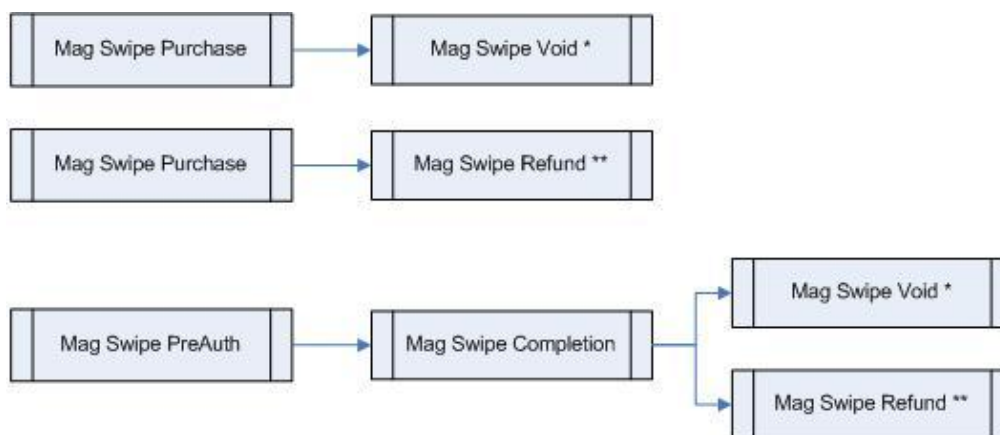 Mag Swipe Purchase
Mag Swipe Void *
Mag Swipe Purchase
Mag Swipe Refund **
Mag Swipe PreAuth
Mag Swipe Completion
Mag Swipe Void *
Mag Swipe Refund **